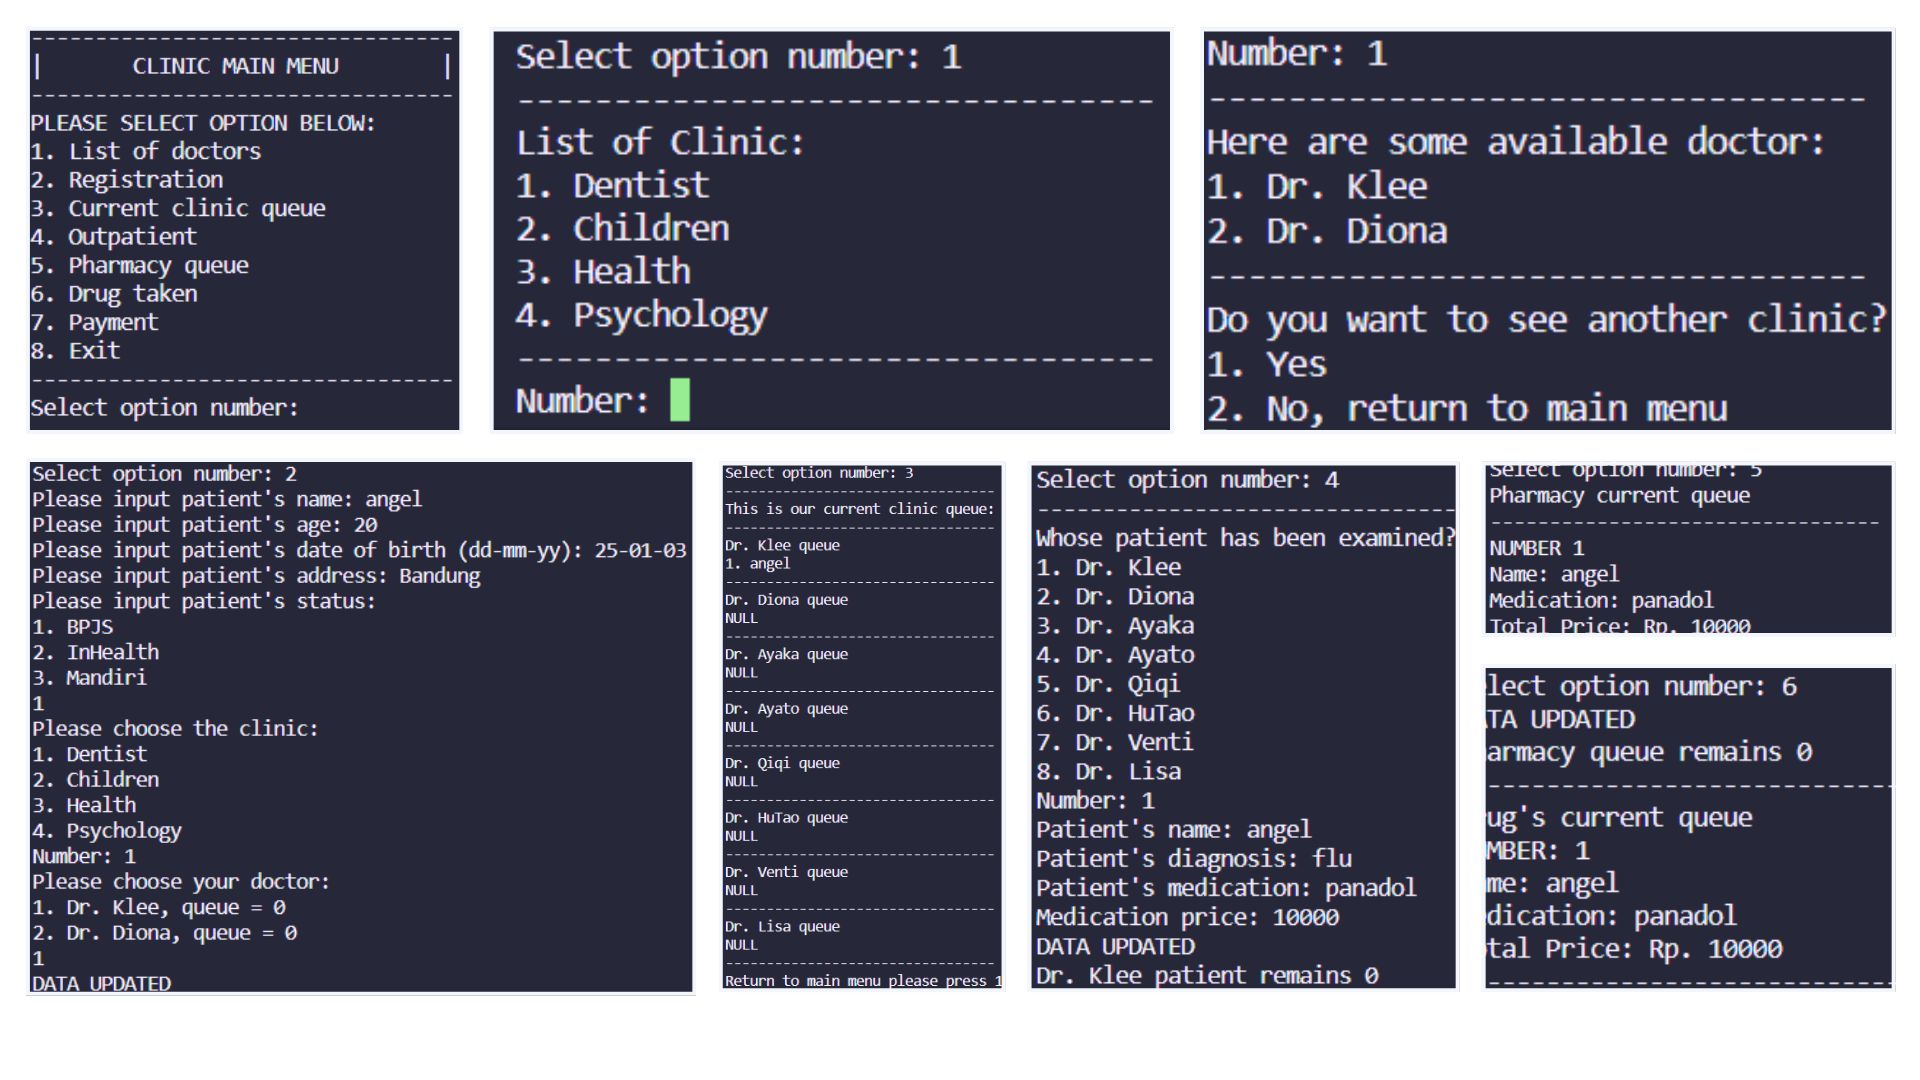 ---------------------------------
|       CLINIC MAIN MENU        |
---------------------------------
PLEASE SELECT OPTION BELOW:
1. List of doctors
2. Registration
3. Current clinic queue
4. Outpatient
5. Pharmacy queue
6. Drug taken
7. Payment
8. Exit
---------------------------------
Select option number:
Select option number: 1
---------------------------------
List of Clinic:
1. Dentist
2. Children
3. Health
4. Psychology
---------------------------------
Number:
Number: 1
---------------------------------
Here are some available doctor:
1. Dr. Klee
2. Dr. Diona
---------------------------------
Do you want to see another clinic?
1. Yes
2. No, return to main menu
Select option number: 2
Please input patient's name: angel
Please input patient's age: 20
Please input patient's date of birth (dd-mm-yy): 25-01-03
Please input patient's address: Bandung
Please input patient's status:
1. BPJS
2. InHealth
3. Mandiri
1
Please choose the clinic:
1. Dentist
2. Children
3. Health
4. Psychology
Number: 1
Please choose your doctor:
1. Dr. Klee, queue = 0
2. Dr. Diona, queue = 0
1
DATA UPDATED
Select option number: 3
---------------------------------
This is our current clinic queue:
---------------------------------
Dr. Klee queue
1. angel
---------------------------------
Dr. Diona queue
NULL
---------------------------------
Dr. Ayaka queue
NULL
---------------------------------
Dr. Ayato queue
NULL
---------------------------------
Dr. Qiqi queue
NULL
---------------------------------
Dr. HuTao queue
NULL
---------------------------------
Dr. Venti queue
NULL
---------------------------------
Dr. Lisa queue
NULL
---------------------------------
Return to main menu please press 1
Select option number: 4
---------------------------------
Whose patient has been examined?
1. Dr. Klee
2. Dr. Diona
3. Dr. Ayaka
4. Dr. Ayato
5. Dr. Qiqi
6. Dr. HuTao
7. Dr. Venti
8. Dr. Lisa
Number: 1
Patient's name: angel
Patient's diagnosis: flu
Patient's medication: panadol
Medication price: 10000
DATA UPDATED
Dr. Klee patient remains 0
Select option number: 5
Pharmacy current queue
---------------------------------
NUMBER 1
Name: angel
Medication: panadol
Total Price: Rp. 10000
lect option number: 6
TA UPDATED
armacy queue remains 0
---------------------------------
ug's current queue
MBER: 1
me: angel
dication: panadol
tal Price: Rp. 10000
---------------------------------